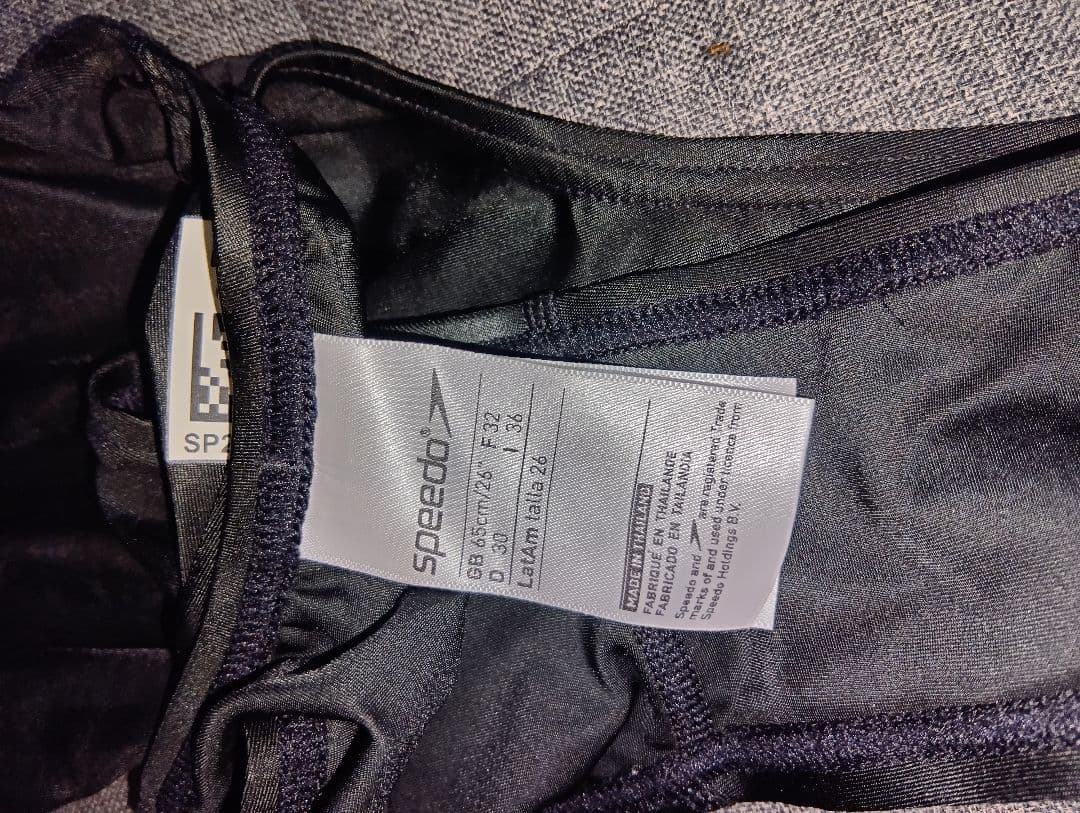 SP2
speedo
GB 65cm/26" F 32
D 30 I 36
LatAm talla 26
MADE IN THAILAND
FABRIQUE EN THAILANDE
FABRICADO EN TAILANDIA
Speedo and are registered Trade
marks of and used under licence from
Speedo Holdings B.V.